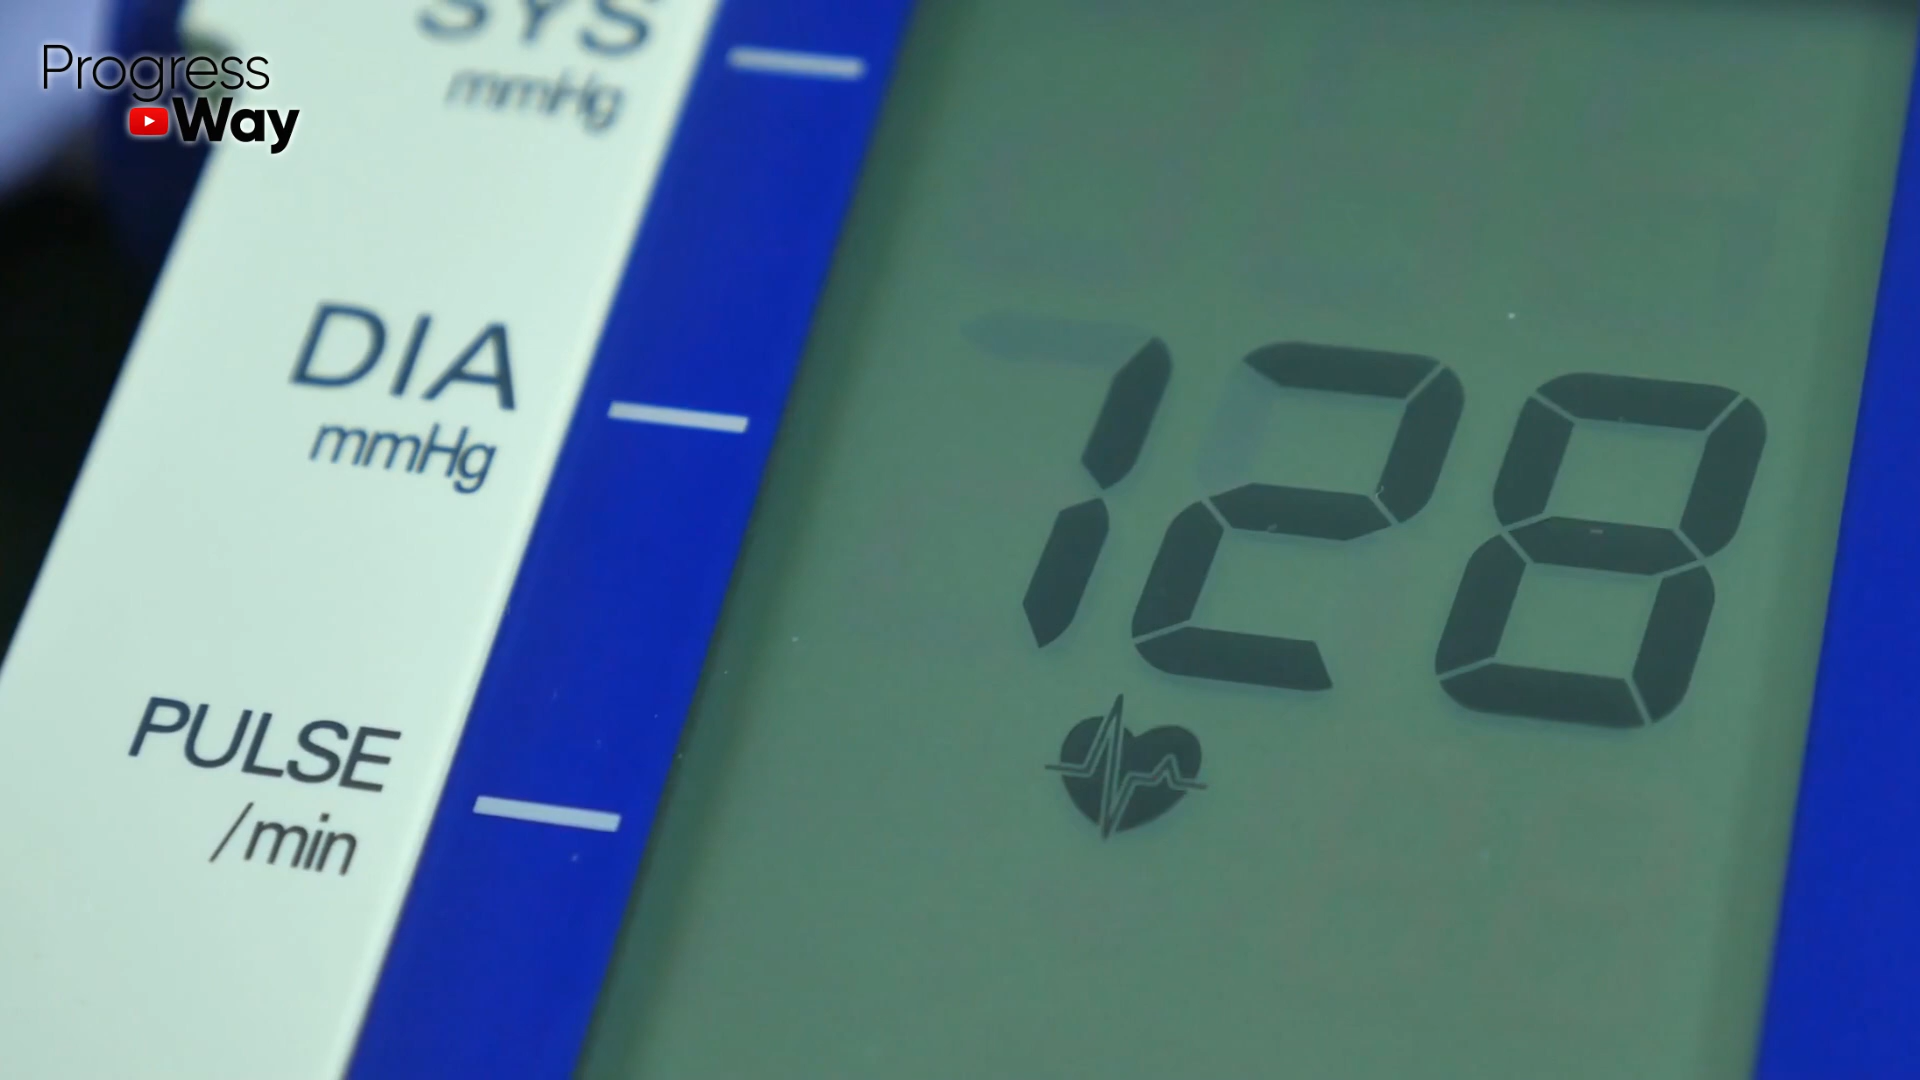 Progress
Way
SYS
mmHg
DIA
mmHg
128
PULSE
/min